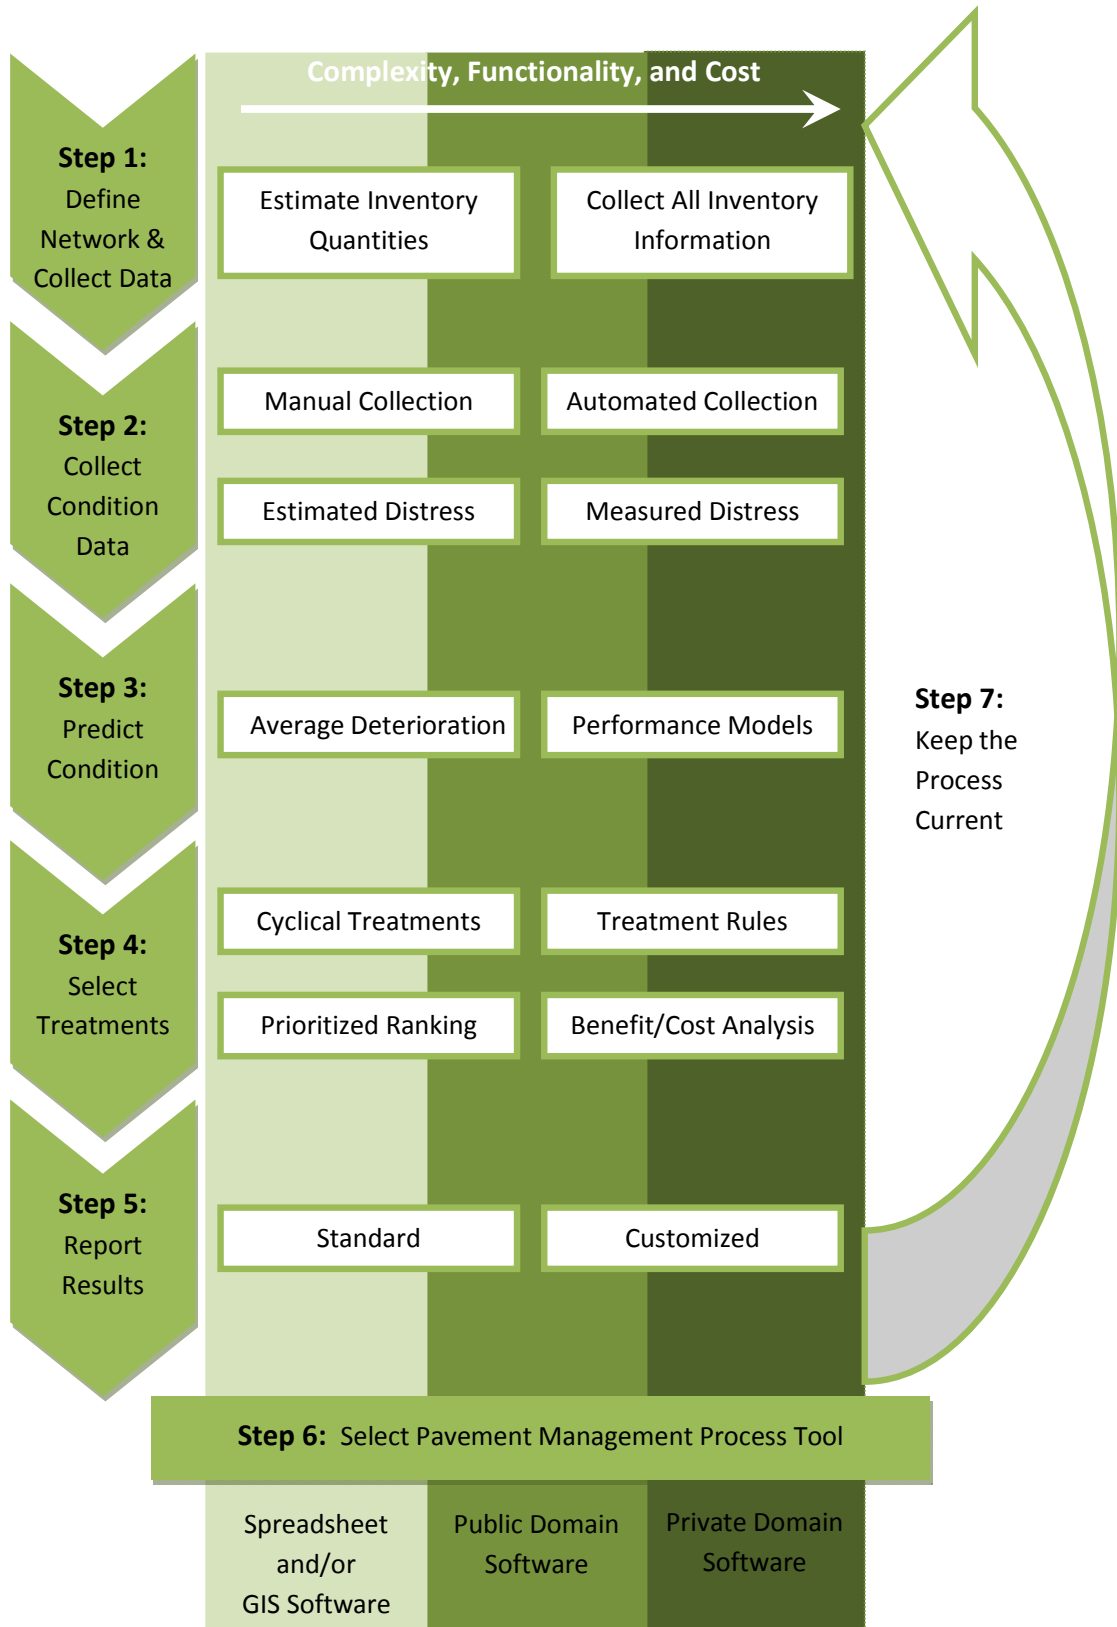 Complexity, Functionality, and Cost
Step 1:
Define
Network &
Collect Data
Estimate Inventory
Quantities
Collect All Inventory
Information
Step 2:
Collect
Condition
Data
Manual Collection
Automated Collection
Estimated Distress
Measured Distress
Step 3:
Predict
Condition
Average Deterioration
Performance Models
Step 7:
Keep the
Process
Current
Step 4:
Select
Treatments
Cyclical Treatments
Treatment Rules
Prioritized Ranking
Benefit/Cost Analysis
Step 5:
Report
Results
Standard
Customized
Step 6: Select Pavement Management Process Tool
Spreadsheet
and/or
GIS Software
Public Domain
Software
Private Domain
Software